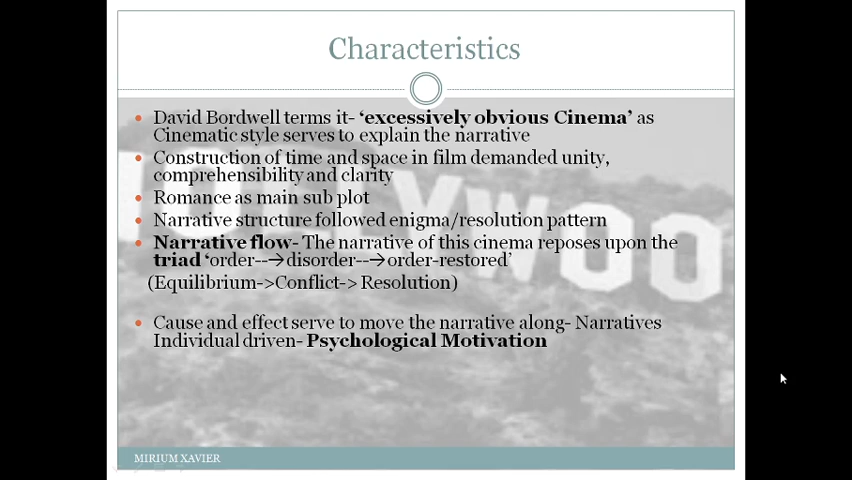 Characteristics
David Bordwell terms it- ‘excessively obvious Cinema’ as
Cinematic style serves to explain the narrative
Construction of time and space in film demanded unity,
comprehensibility and clarity
Romance as main sub plot
Narrative structure followed enigma/resolution pattern
Narrative flow- The narrative of this cinema reposes upon the
triad ‘order--→disorder--→order-restored’
(Equilibrium->Conflict-> Resolution)
Cause and effect serve to move the narrative along- Narratives
Individual driven- Psychological Motivation
MIRIUM XAVIER